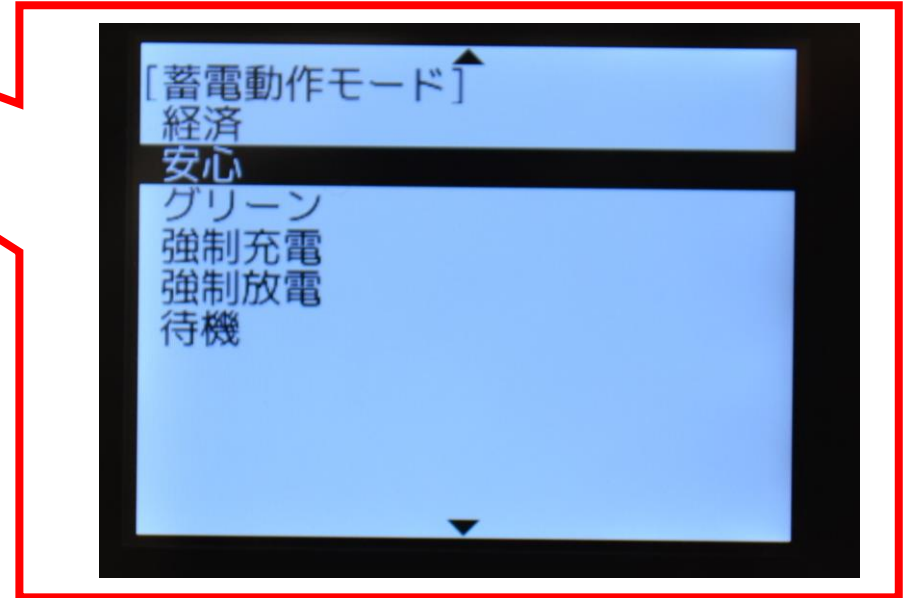 [蓄電動作モード]
経済
安心
グリーン
強制充電
強制放電
待機